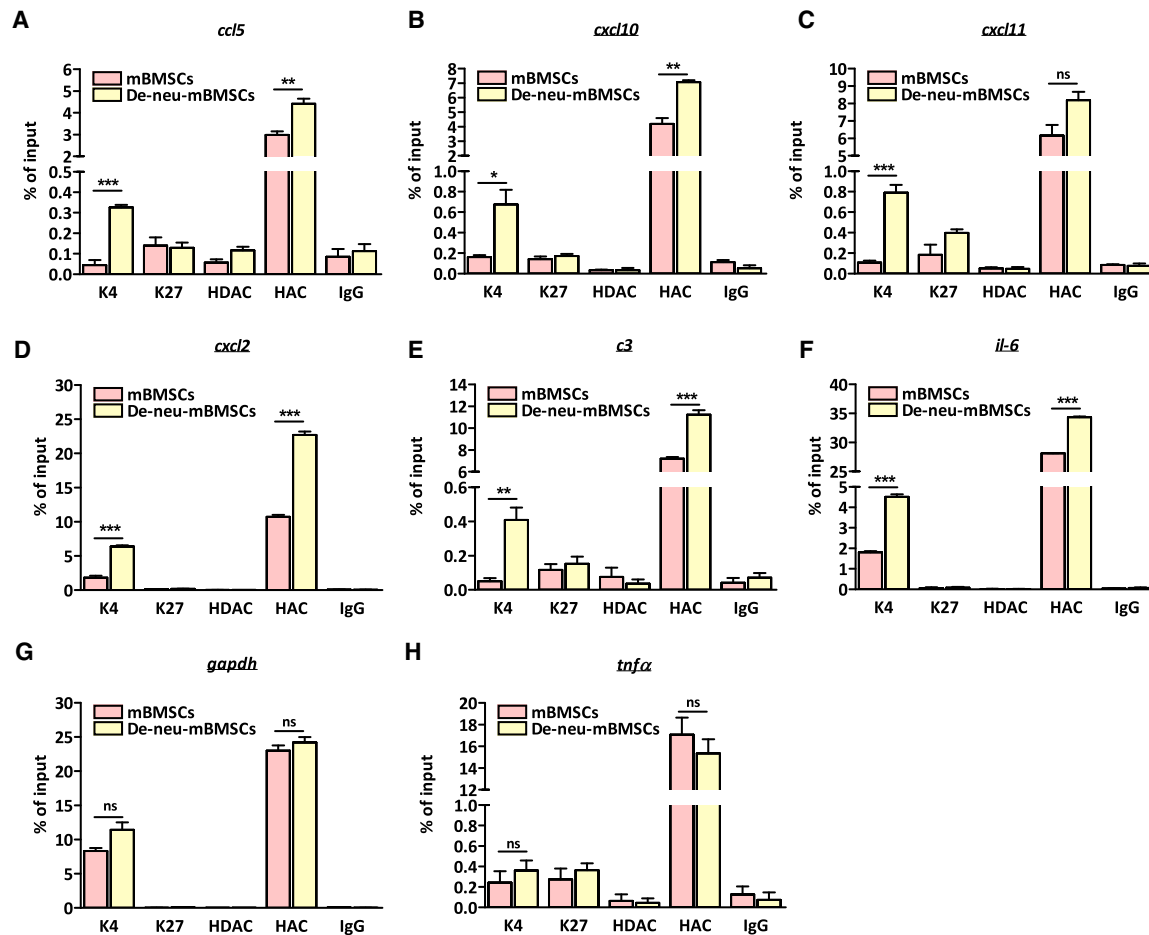 A
ccl5
6
5
4
3
2
0.5
0.4
0.3
0.2
0.1
0.0
% of input
mBMSCs
De-neu-mBMSCs
***
**
K4 K27 HDAC HAC IgG
B
cxcl10
8
7
6
5
4
3
2
1.0
0.8
0.6
0.4
0.2
0.0
% of input
mBMSCs
De-neu-mBMSCs
*
**
K4 K27 HDAC HAC IgG
C
cxcl11
10
9
8
7
6
5
1.0
0.8
0.6
0.4
0.2
0.0
% of input
mBMSCs
De-neu-mBMSCs
***
ns
K4 K27 HDAC HAC IgG
D
cxcl2
30
25
20
15
10
5
0
% of input
mBMSCs
De-neu-mBMSCs
***
***
K4 K27 HDAC HAC IgG
E
c3
14
12
10
8
6
0.6
0.4
0.2
0.0
% of input
mBMSCs
De-neu-mBMSCs
**
***
K4 K27 HDAC HAC IgG
F
il-6
40
35
30
25
5
4
3
2
1
0
% of input
mBMSCs
De-neu-mBMSCs
***
***
K4 K27 HDAC HAC IgG
G
gapdh
30
25
20
15
10
5
0
% of input
mBMSCs
De-neu-mBMSCs
ns
ns
K4 K27 HDAC HAC IgG
H
tnfα
20
18
16
14
12
1.0
0.8
0.6
0.4
0.2
0.0
% of input
mBMSCs
De-neu-mBMSCs
ns
ns
K4 K27 HDAC HAC IgG